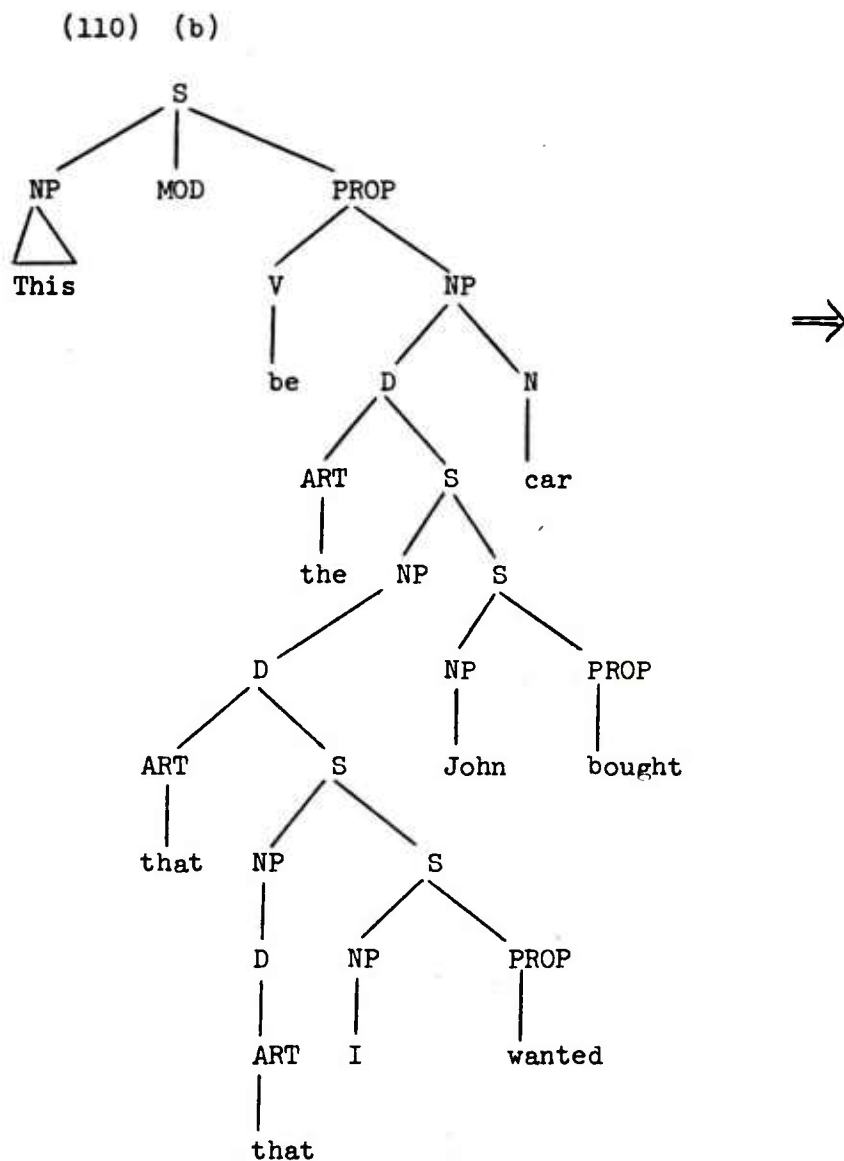 (110) (b)
S
NP MOD PROP
This
V NP
be D N
ART S car
the NP S
D NP PROP
ART S John bought
that NP S
D NP PROP
ART I wanted
that